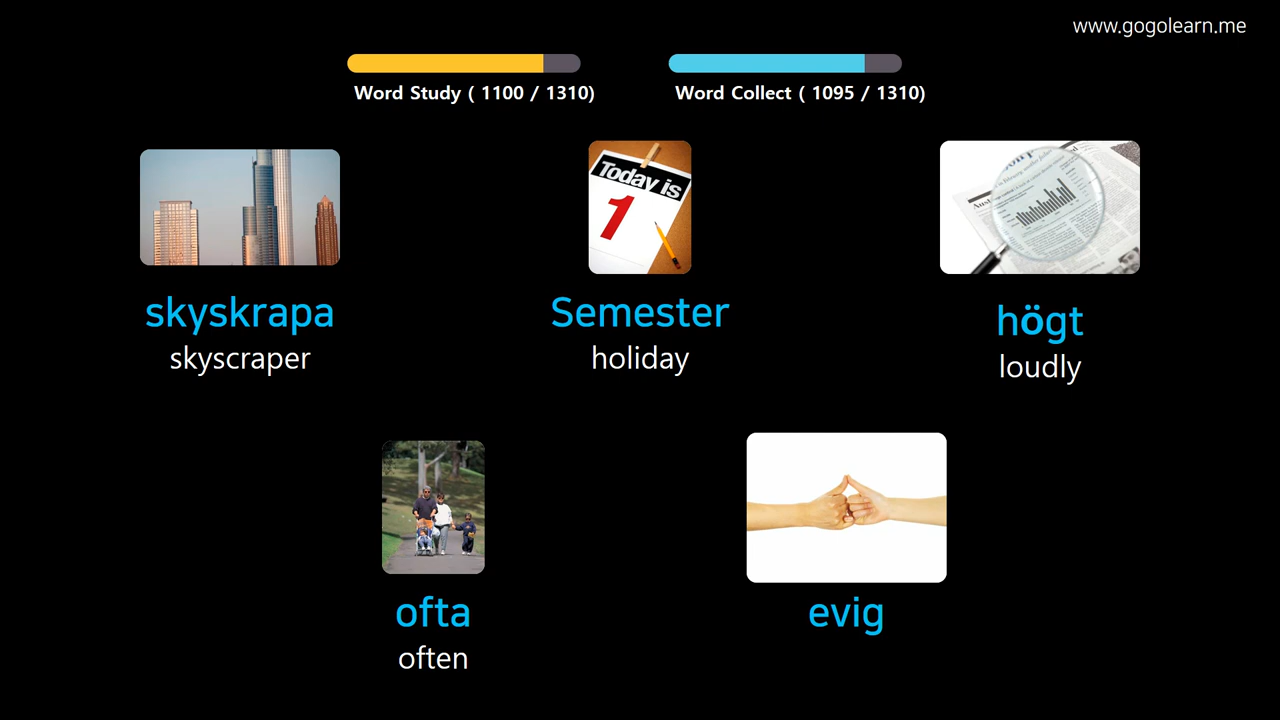 www.gogolearn.me
Word Study ( 1100 / 1310)
Word Collect ( 1095 / 1310)
Today is
1
skyskrapa
skyscraper
Semester
holiday
högt
loudly
ofta
often
evig